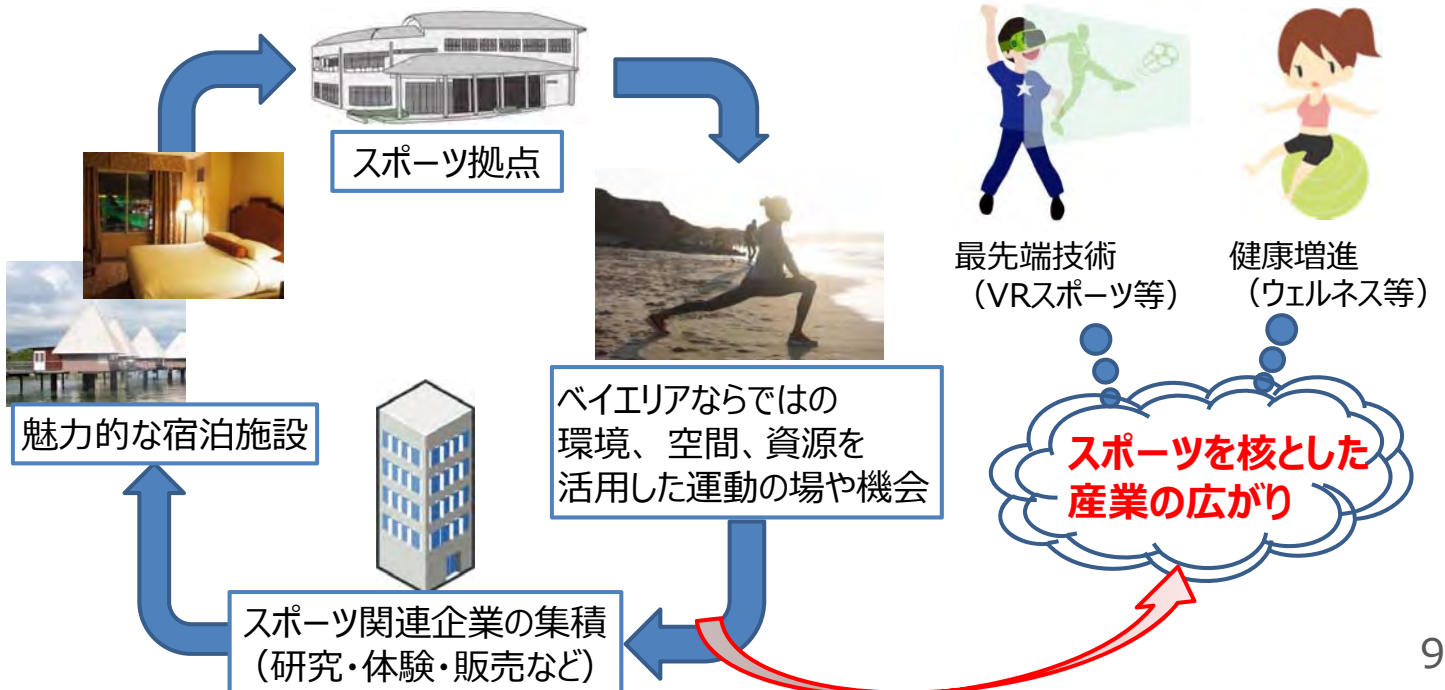 スポーツ拠点
最先端技術
（VRスポーツ等）
健康増進
（ウェルネス等）
魅力的な宿泊施設
ベイエリアならではの
環境、空間、資源を
活用した運動の場や機会
スポーツを核とした
産業の広がり
スポーツ関連企業の集積
（研究・体験・販売など）
9